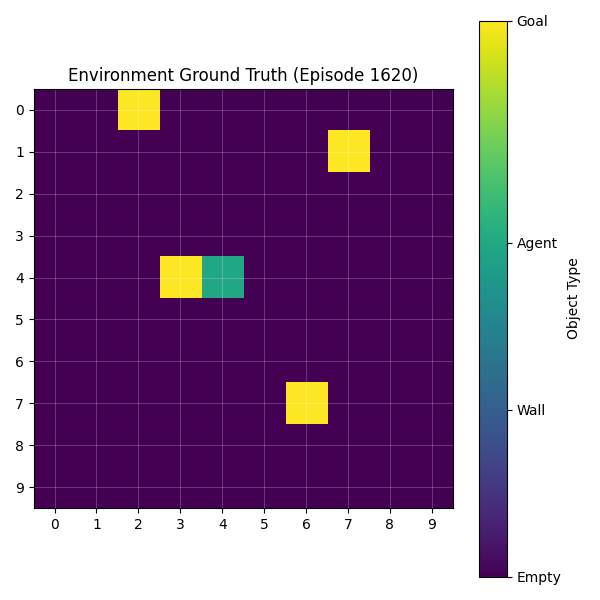 Environment Ground Truth (Episode 1620)
0
1
2
3
4
5
6
7
8
9
0 1 2 3 4 5 6 7 8 9
Goal
Agent
Wall
Empty
Object Type